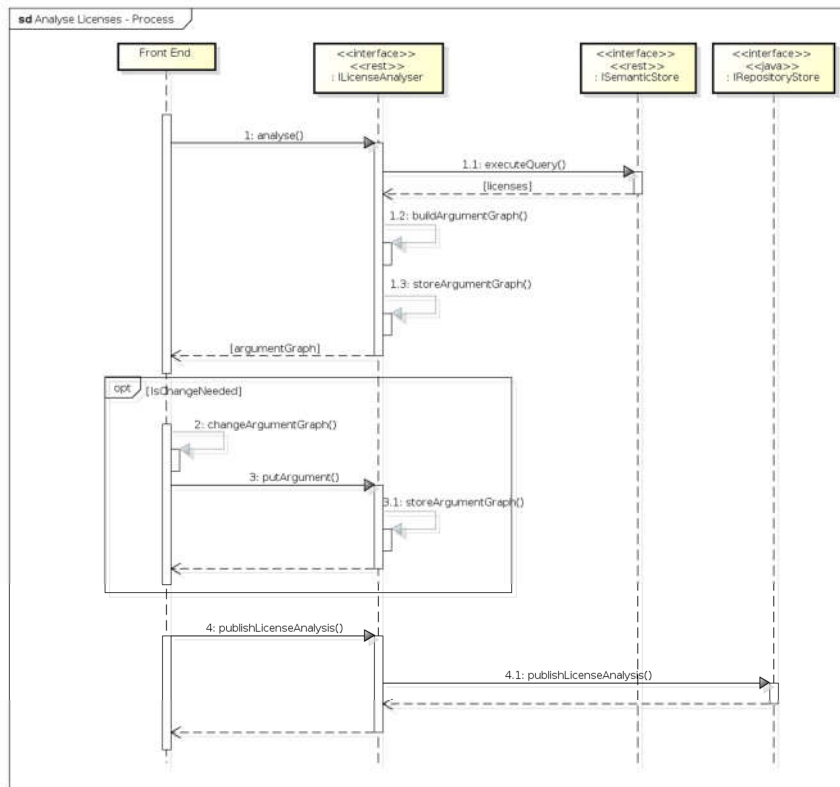 sd Analyse Licenses - Process
Front End
<<interface>>
<<rest>>
: ILicenseAnalyser
<<interface>>
<<rest>>
: ISemanticStore
<<interface>>
<<java>>
: IRepositoryStore
1: analyse()
1.1: executeQuery()
[licenses]
1.2: buildArgumentGraph()
1.3: storeArgumentGraph()
[argumentGraph]
opt [IsChangeNeeded]
2: changeArgumentGraph()
3: putArgument()
3.1: storeArgumentGraph()
4: publishLicenseAnalysis()
4.1: publishLicenseAnalysis()